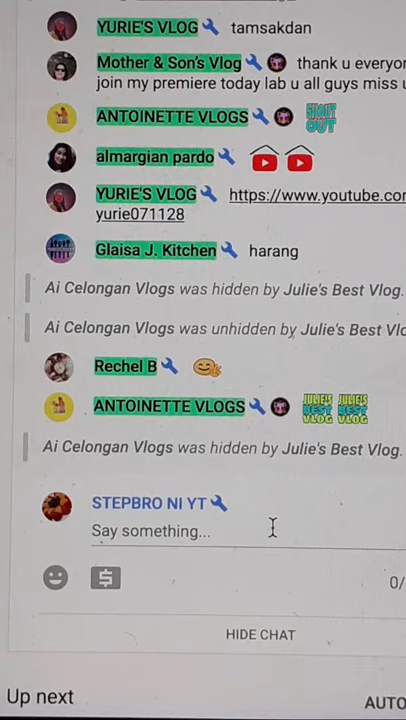 YURIE'S VLOG tamsakdan
Mother & Son's Vlog thank u everyor
join my premiere today lab u all guys miss u
ANTOINETTE VLOGS SHOUT OUT
almargian pardo
YURIE'S VLOG https://www.youtube.cor
yurie071128
Glaisa J. Kitchen harang
Ai Celongan Vlogs was hidden by Julie's Best Vlog.
Ai Celongan Vlogs was unhidden by Julie's Best Vlo
Rechel B
ANTOINETTE VLOGS JULIE'S BEST VLOG JULIE'S BEST VLOG
Ai Celongan Vlogs was hidden by Julie's Best Vlog.
STEPBRO NI YT
Say something...
$ 0/
HIDE CHAT
Up next AUTO